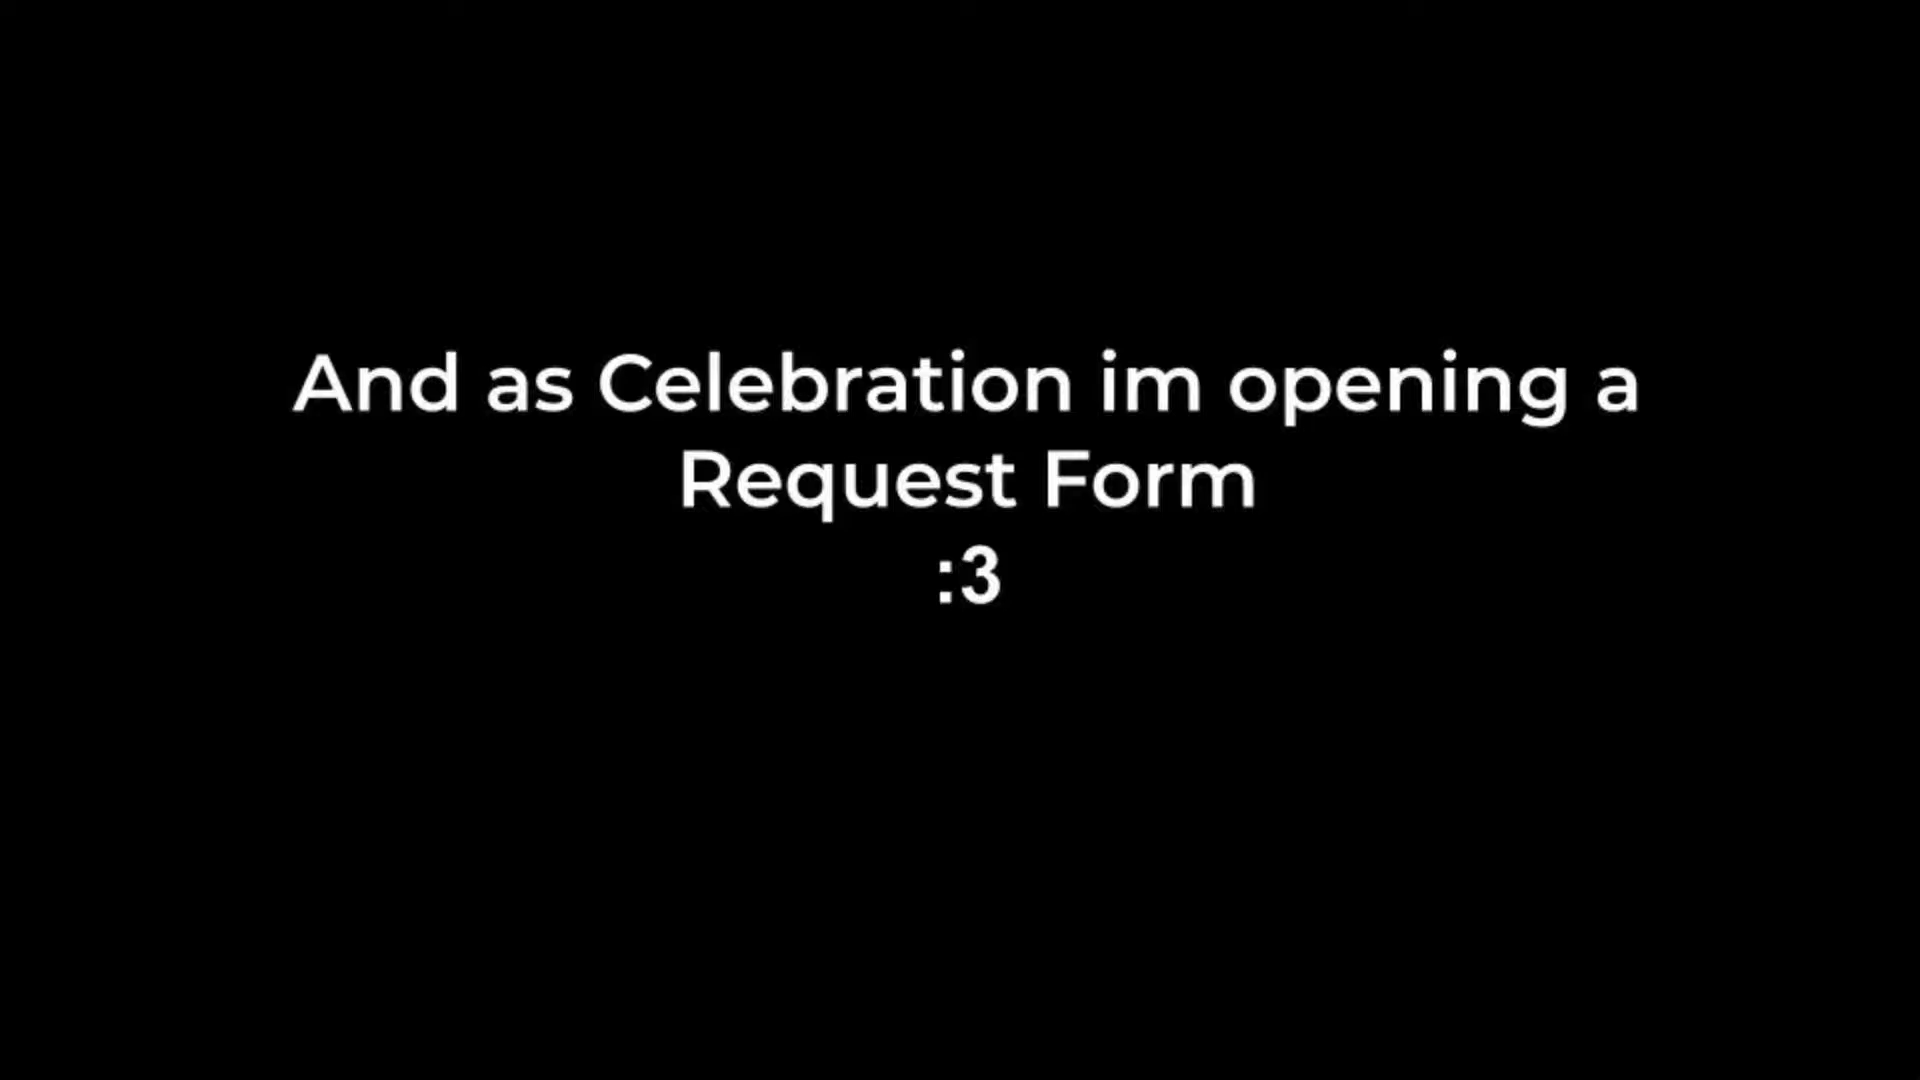 And as Celebration im opening a
Request Form
:3